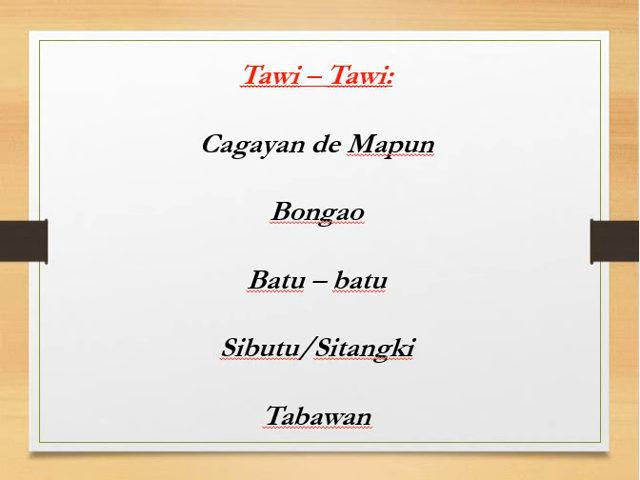 Tawi – Tawi:
Cagayan de Mapun
Bongao
Batu – batu
Sibutu/Sitangki
Tabawan